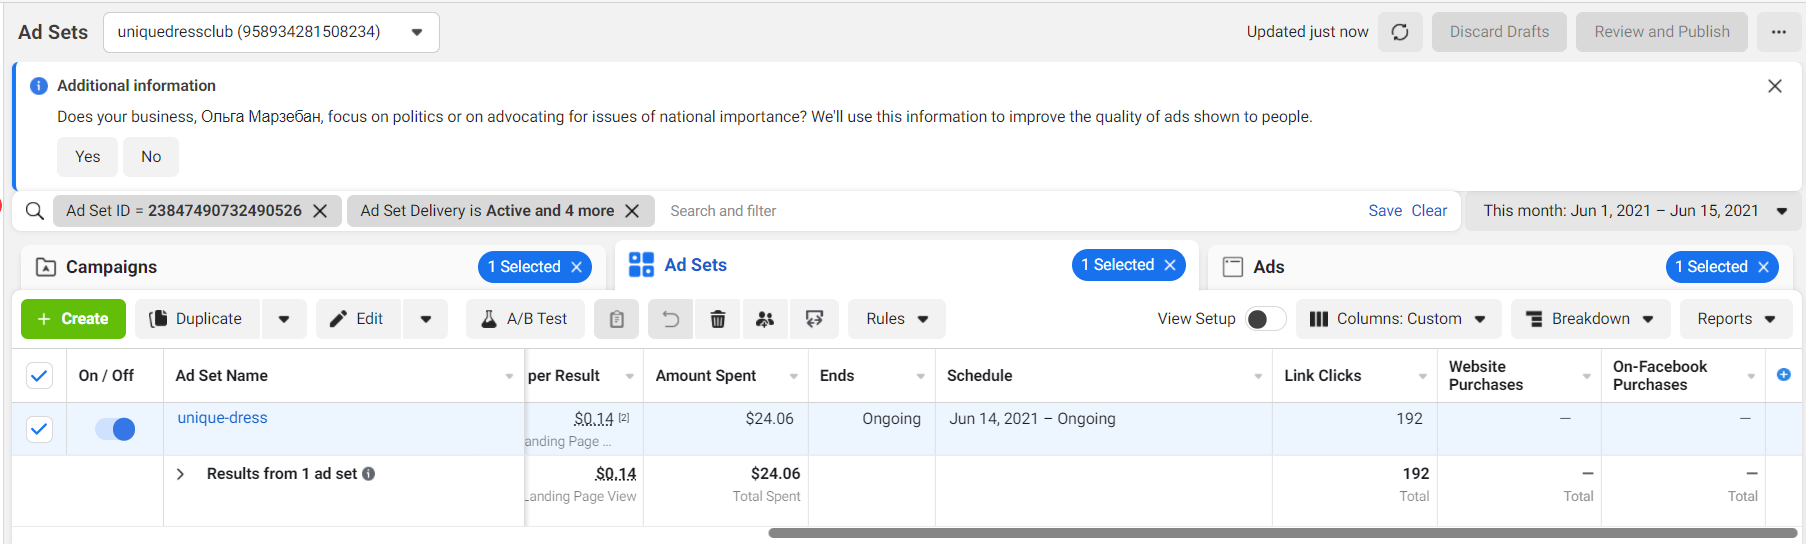 Ad Sets
uniquedressclub (958934281508234)
Updated just now
Discard Drafts
Review and Publish
Additional information
Does your business, Ольга Марзебан, focus on politics or on advocating for issues of national importance? We'll use this information to improve the quality of ads shown to people.
Yes
No
Ad Set ID = 23847490732490526
Ad Set Delivery is Active and 4 more
Search and filter
Save
Clear
This month: Jun 1, 2021 – Jun 15, 2021
Campaigns
1 Selected
Ad Sets
1 Selected
Ads
1 Selected
+ Create
Duplicate
Edit
A/B Test
Rules
View Setup
Columns: Custom
Breakdown
Reports
On / Off
Ad Set Name
per Result
Amount Spent
Ends
Schedule
Link Clicks
Website
Purchases
On-Facebook
Purchases
unique-dress
$0.14 [2]
anding Page ...
$24.06
Ongoing
Jun 14, 2021 – Ongoing
192
—
—
Results from 1 ad set
$0.14
Landing Page View
$24.06
Total Spent
192
Total
—
Total
—
Total